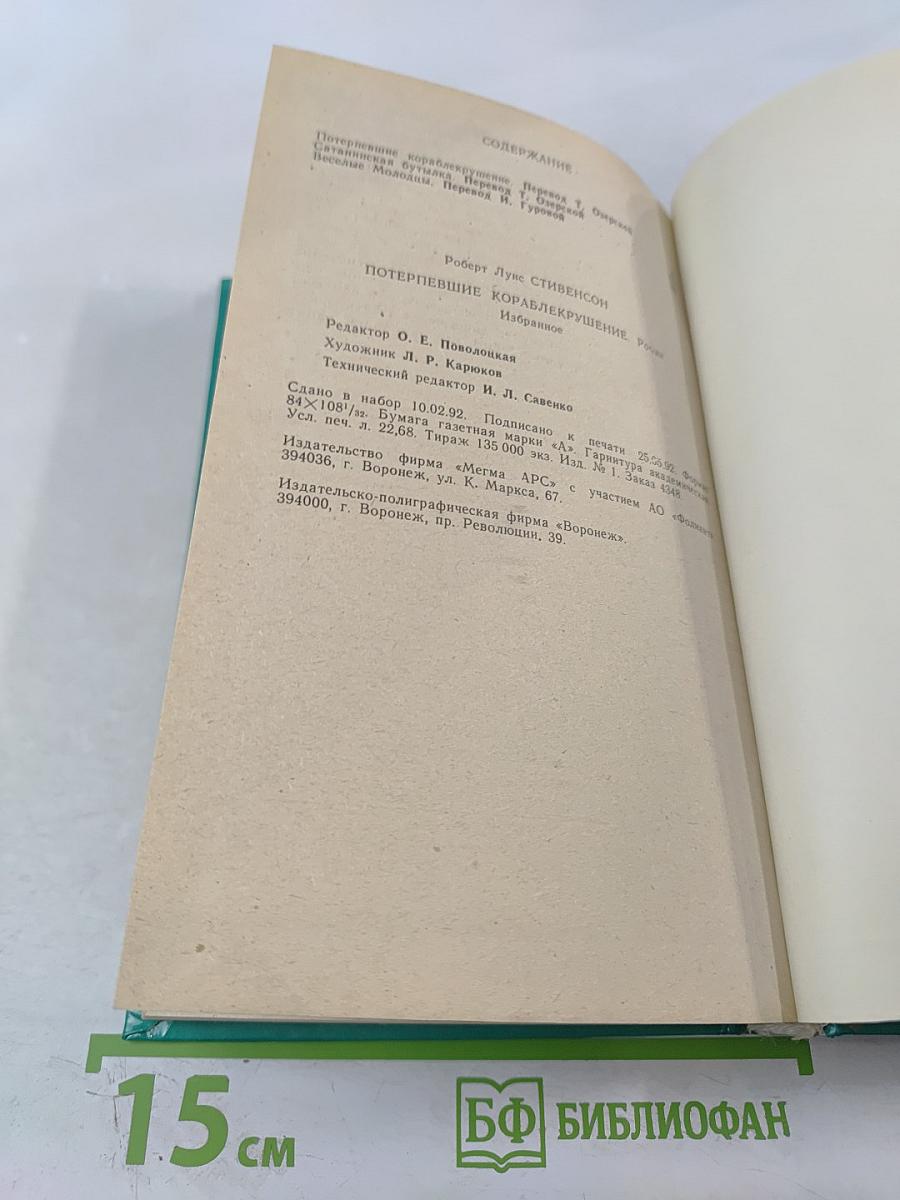 СОДЕРЖАНИЕ
Потерпевшие кораблекрушение. Перевод Т. Озерской
Сатанинская бутылка. Перевод Т. Озерской
Веселые Молодцы. Перевод И. Гуровой
Роберт Луис СТИВЕНСОН
ПОТЕРПЕВШИЕ КОРАБЛЕКРУШЕНИЕ. Роман
Избранное
Редактор О. Е. Поволоцкая
Художник Л. Р. Карюков
Технический редактор И. Л. Савенко
Сдано в набор 10.02.92. Подписано к печати 25.05.92. Формат
84×108¹/₃₂. Бумага газетная марки «А». Гарнитура академическая
Усл. печ. л. 22,68. Тираж 135 000 экз. Изд. № 1. Заказ 4348.
Издательство фирма «Мегма АРС» с участием АО «Фолиант»
394036, г. Воронеж, ул. К. Маркса, 67.
Издательско-полиграфическая фирма «Воронеж».
394000, г. Воронеж, пр. Революции, 39.
15 см
БФ БИБЛИОФАН